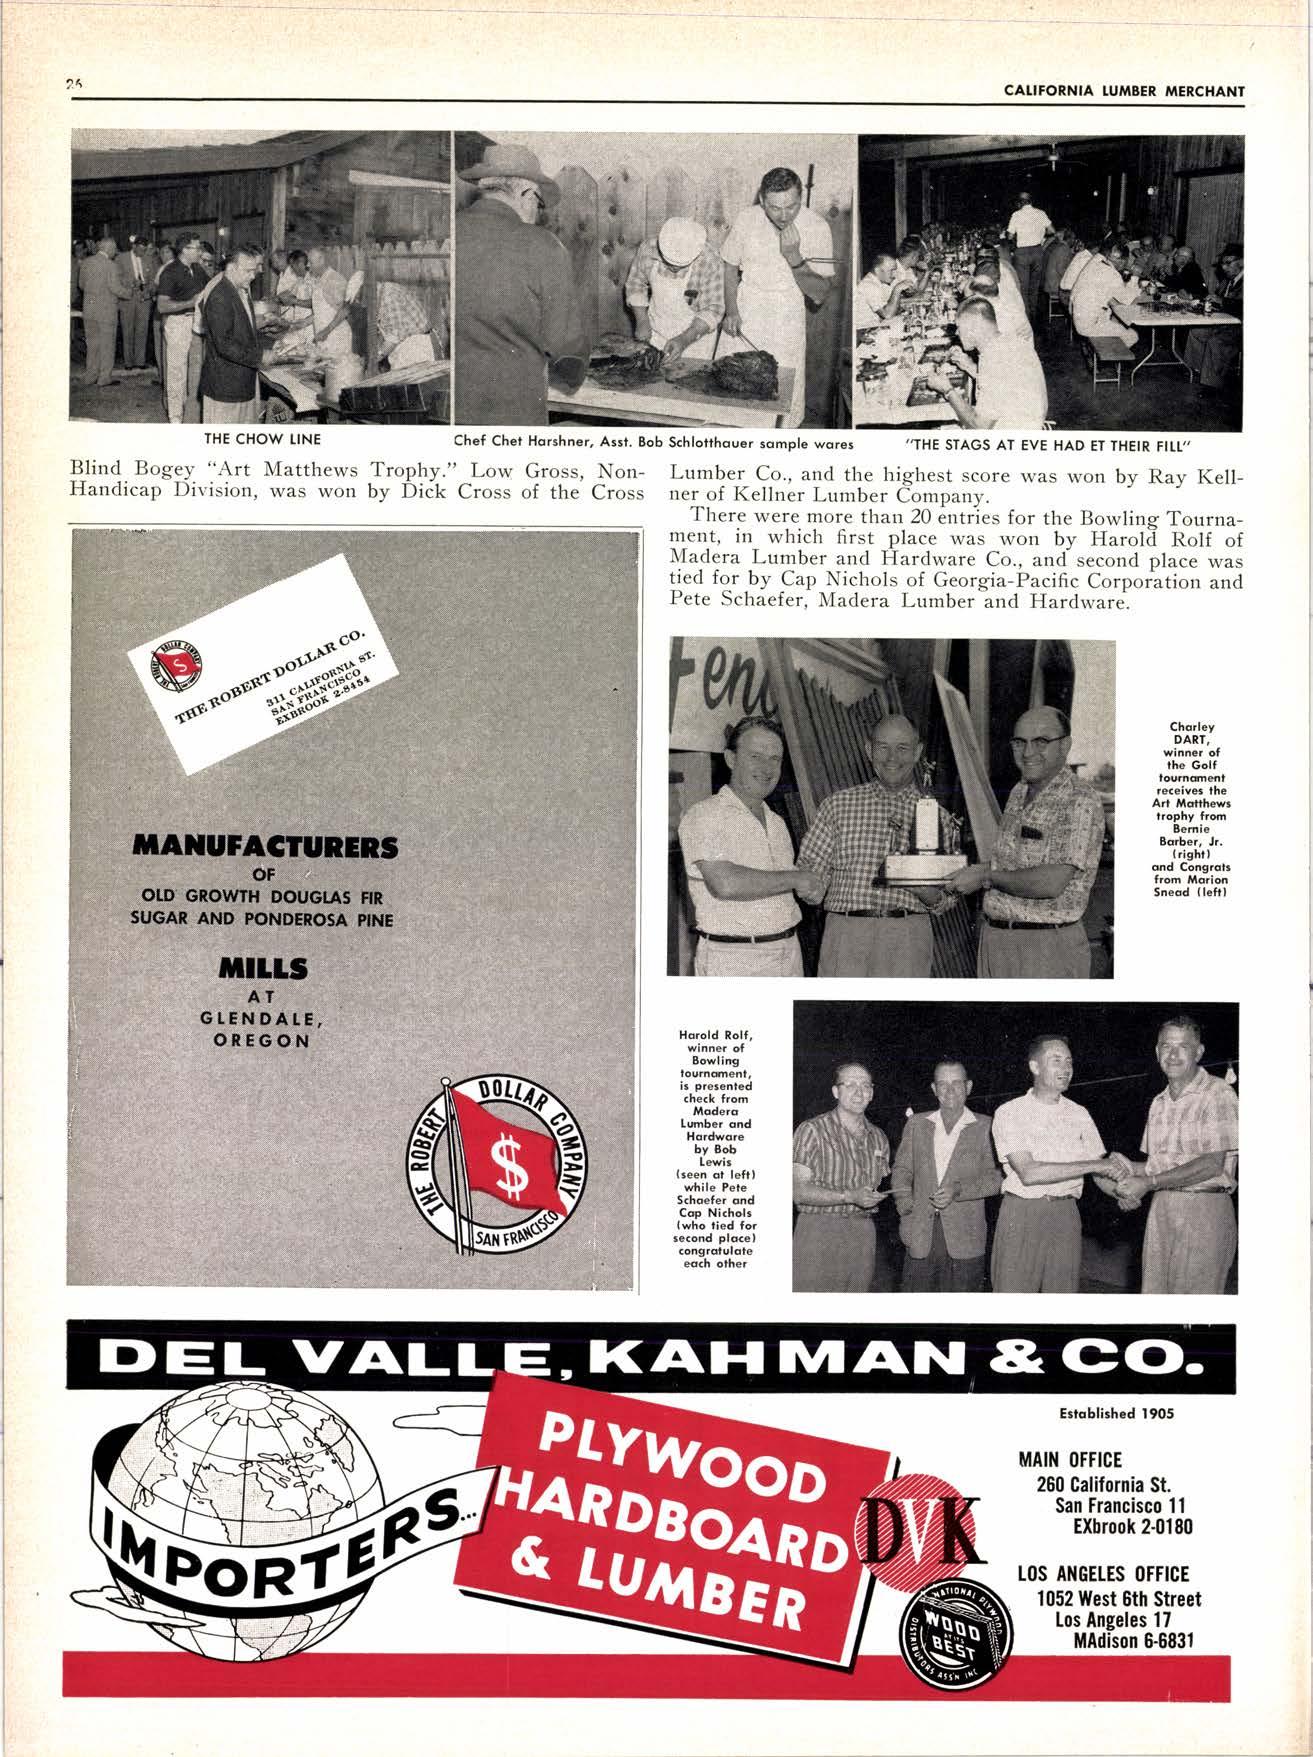 26
CALIFORNIA LUMBER MERCHANT
THE CHOW LINE
Chef Chet Harshner, Asst. Bob Schlotthauer sample wares
"THE STAGS AT EVE HAD ET THEIR FILL"
Blind Bogey "Art Matthews Trophy." Low Gross, Non-
Handicap Division, was won by Dick Cross of the Cross
Lumber Co., and the highest score was won by Ray Kell-
ner of Kellner Lumber Company.
There were more than 20 entries for the Bowling Tourna-
ment, in which first place was won by Harold Rolf of
Madera Lumber and Hardware Co., and second place was
tied for by Cap Nichols of Georgia-Pacific Corporation and
Pete Schaefer, Madera Lumber and Hardware.
THE ROBERT DOLLAR COMPANY
$
THE ROBERT DOLLAR CO.
311 CALIFORNIA ST.
SAN FRANCISCO
EXBROOK 2-8454
MANUFACTURERS
OF
OLD GROWTH DOUGLAS FIR
SUGAR AND PONDEROSA PINE
MILLS
AT
GLENDALE,
OREGON
THE ROBERT DOLLAR COMPANY
$
SAN FRANCISCO
Charley
DART,
winner of
the Golf
tournament
receives the
Art Matthews
trophy from
Bernie
Barber, Jr.
(right)
and Congrats
from Marion
Snead (left)
Harold Rolf,
winner of
Bowling
tournament,
is presented
check from
Madera
Lumber and
Hardware
by Bob
Lewis
(seen at left)
while Pete
Schaefer and
Cap Nichols
(who tied for
second place)
congratulate
each other
DEL VALLE, KAHMAN & CO.
IMPORTERS...
PLYWOOD
HARDBOARD
& LUMBER
DVK
NATIONAL PLYWOOD
DISTRIBUTORS ASS'N INC
WOOD
AT ITS
BEST
Established 1905
MAIN OFFICE
260 California St.
San Francisco 11
EXbrook 2-0180
LOS ANGELES OFFICE
1052 West 6th Street
Los Angeles 17
MAdison 6-6831